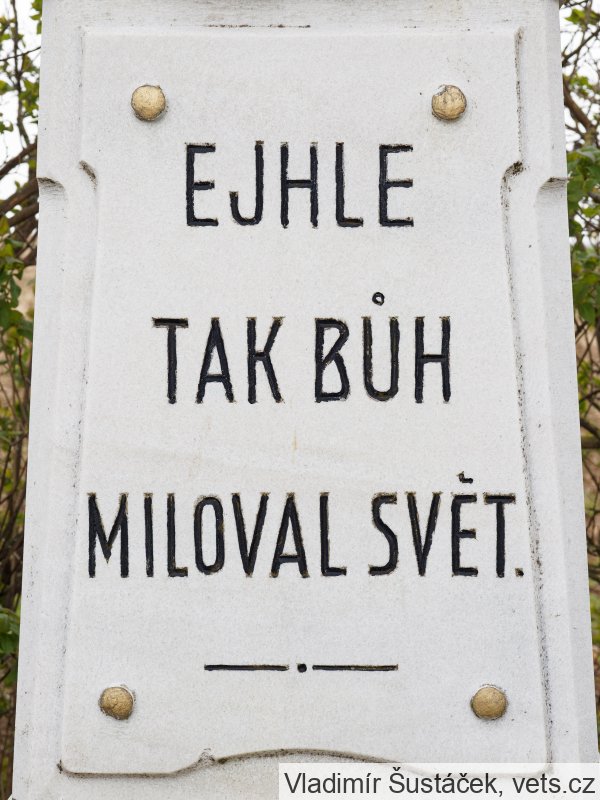 EJHLE
TAK BŮH
MILOVAL SVĚT.
Vladimír Šustáček, vets.cz